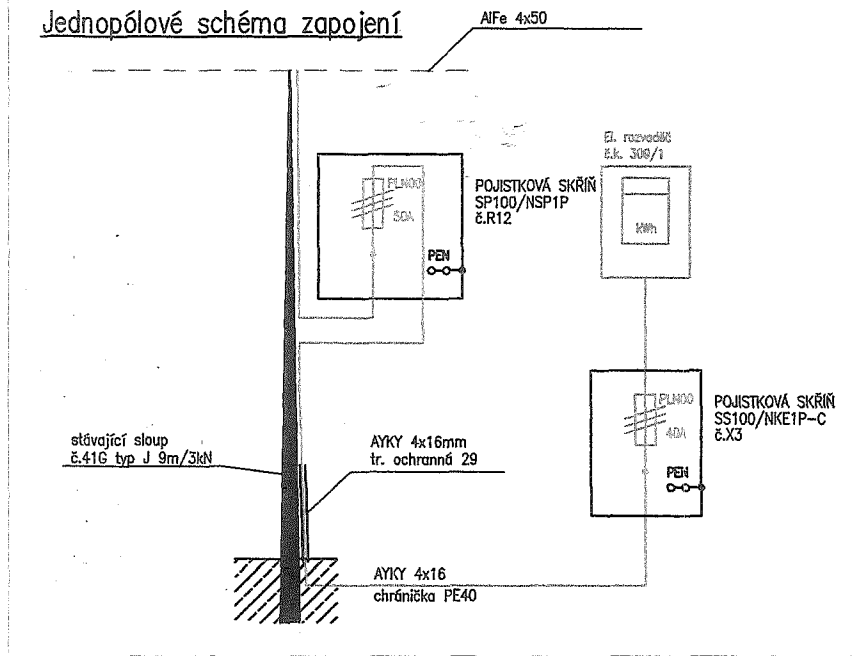 Jednopólové schéma zapojení
AlFe 4x50
El. rozvaděč
č.k. 309/1
kWh
PLN00
50A
PEN
POJISTKOVÁ SKŘÍŇ
SP100/NSP1P
č.R12
PLN00
40A
PEN
POJISTKOVÁ SKŘÍŇ
SS100/NKE1P-C
č.X3
stávající sloup
č.41G typ J 9m/3kN
AYKY 4x16mm
tr. ochranná 29
AYKY 4x16
chránička PE40